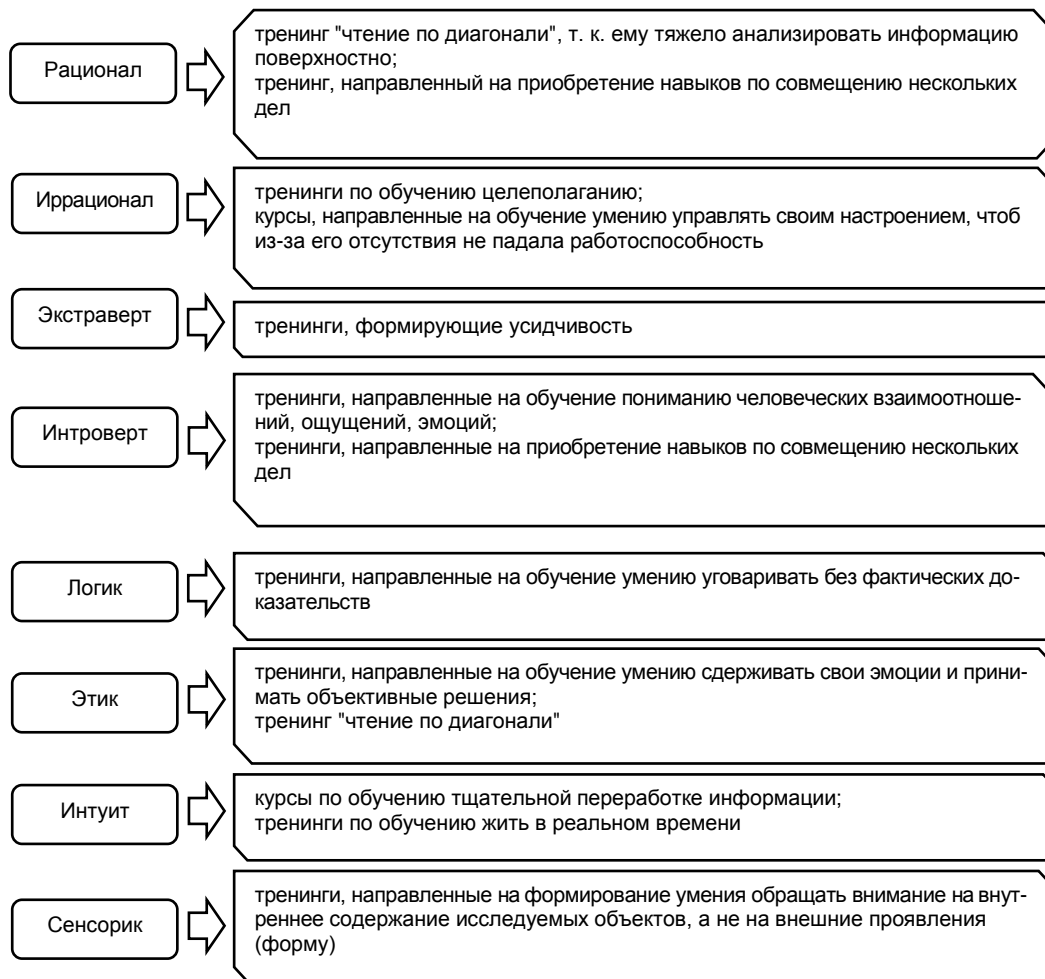 Рационал
тренинг "чтение по диагонали", т. к. ему тяжело анализировать информацию
поверхностно;
тренинг, направленный на приобретение навыков по совмещению нескольких
дел
Иррационал
тренинги по обучению целеполаганию;
курсы, направленные на обучение умению управлять своим настроением, чтоб
из-за его отсутствия не падала работоспособность
Экстраверт
тренинги, формирующие усидчивость
Интроверт
тренинги, направленные на обучение пониманию человеческих взаимоотноше-
ний, ощущений, эмоций;
тренинги, направленные на приобретение навыков по совмещению нескольких
дел
Логик
тренинги, направленные на обучение умению уговаривать без фактических до-
казательств
Этик
тренинги, направленные на обучение умению сдерживать свои эмоции и прини-
мать объективные решения;
тренинг "чтение по диагонали"
Интуит
курсы по обучению тщательной переработке информации;
тренинги по обучению жить в реальном времени
Сенсорик
тренинги, направленные на формирование умения обращать внимание на внут-
реннее содержание исследуемых объектов, а не на внешние проявления
(форму)